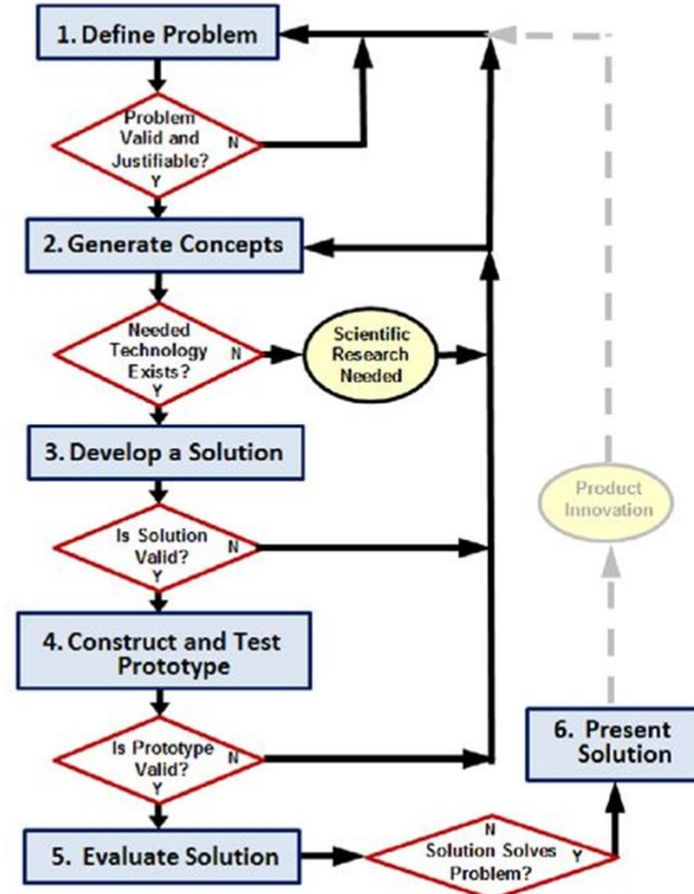 1. Define Problem
Problem
Valid and
Justifiable?
N
Y
2. Generate Concepts
Needed
Technology
Exists?
N
Y
Scientific
Research
Needed
3. Develop a Solution
Product
Innovation
Is Solution
Valid?
N
Y
4. Construct and Test
Prototype
Is Prototype
Valid?
N
Y
6. Present
Solution
5. Evaluate Solution
N
Solution Solves
Problem?
Y